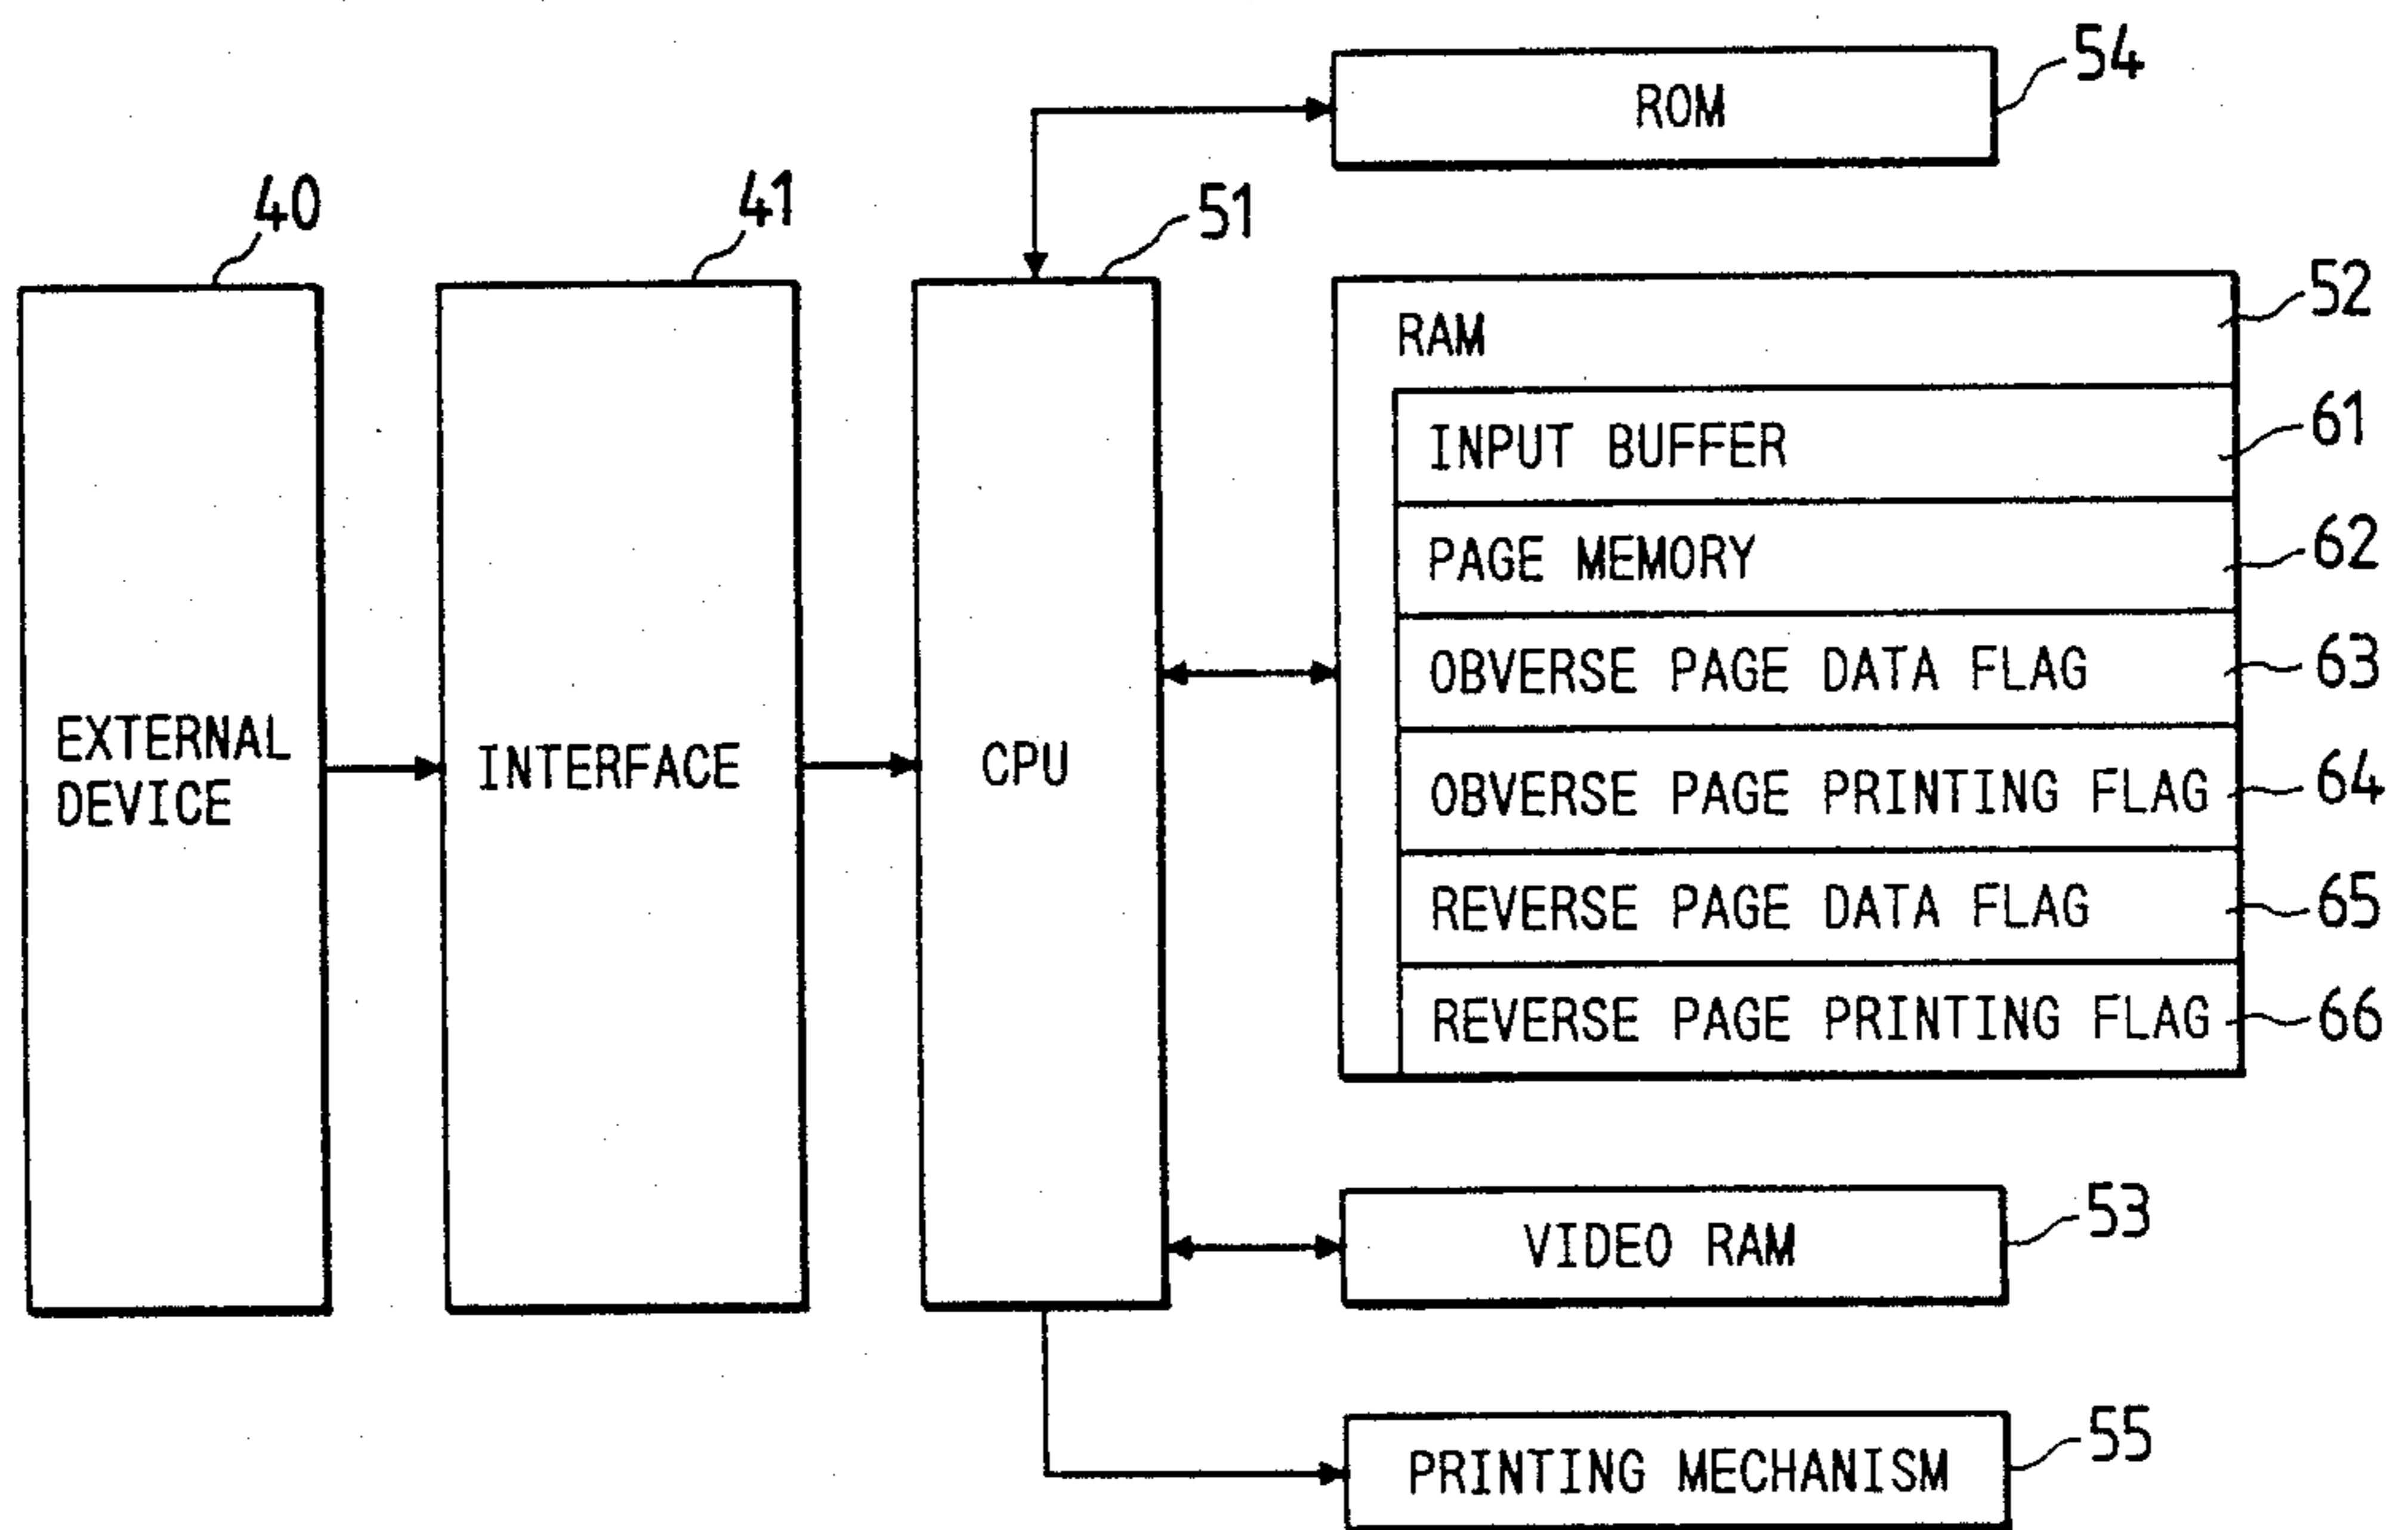 54
ROM
40
41
51
52
RAM
61
INPUT BUFFER
62
PAGE MEMORY
63
OBVERSE PAGE DATA FLAG
EXTERNAL
DEVICE
INTERFACE
CPU
64
OBVERSE PAGE PRINTING FLAG
65
REVERSE PAGE DATA FLAG
66
REVERSE PAGE PRINTING FLAG
53
VIDEO RAM
55
PRINTING MECHANISM